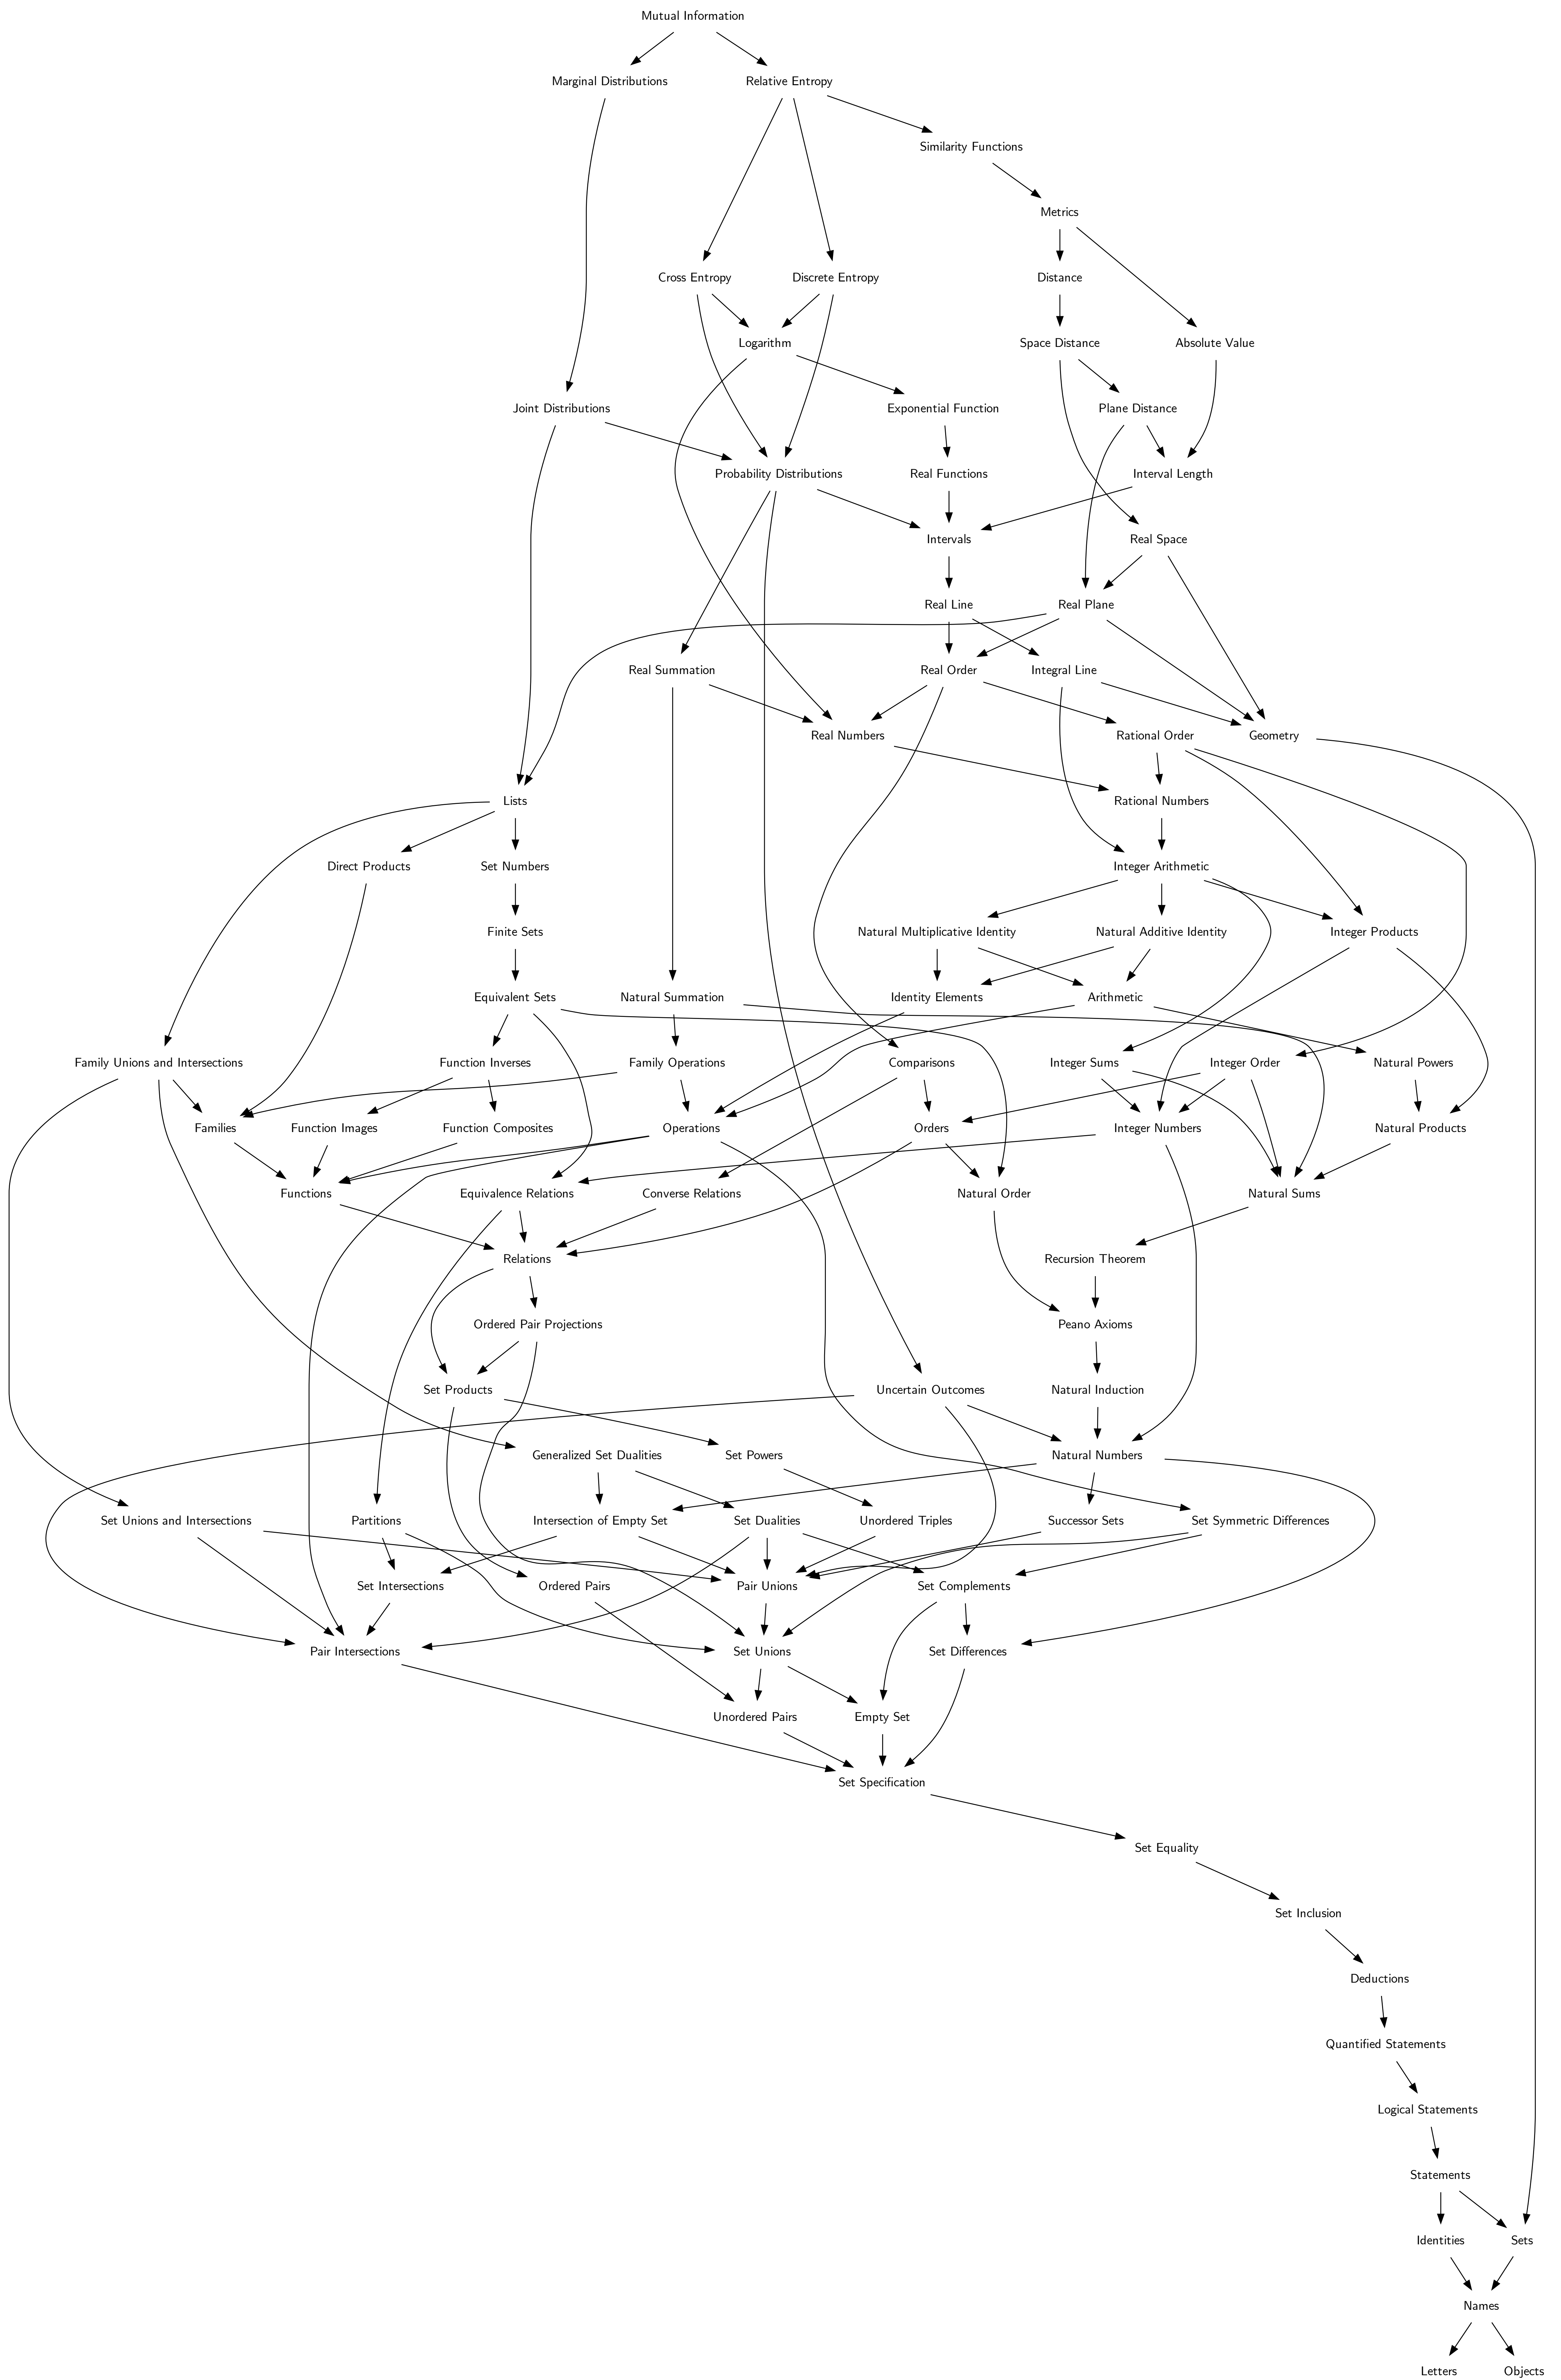 Mutual Information
Marginal Distributions
Relative Entropy
Similarity Functions
Metrics
Cross Entropy
Discrete Entropy
Distance
Logarithm
Space Distance
Absolute Value
Joint Distributions
Exponential Function
Plane Distance
Probability Distributions
Real Functions
Interval Length
Intervals
Real Space
Real Line
Real Plane
Real Summation
Real Order
Integral Line
Real Numbers
Rational Order
Geometry
Lists
Rational Numbers
Direct Products
Set Numbers
Integer Arithmetic
Finite Sets
Natural Multiplicative Identity
Natural Additive Identity
Integer Products
Equivalent Sets
Natural Summation
Identity Elements
Arithmetic
Family Unions and Intersections
Function Inverses
Family Operations
Comparisons
Integer Sums
Integer Order
Natural Powers
Families
Function Images
Function Composites
Operations
Orders
Integer Numbers
Natural Products
Functions
Equivalence Relations
Converse Relations
Natural Order
Natural Sums
Relations
Recursion Theorem
Ordered Pair Projections
Peano Axioms
Set Products
Uncertain Outcomes
Natural Induction
Generalized Set Dualities
Set Powers
Natural Numbers
Set Unions and Intersections
Partitions
Intersection of Empty Set
Set Dualities
Unordered Triples
Successor Sets
Set Symmetric Differences
Set Intersections
Ordered Pairs
Pair Unions
Set Complements
Pair Intersections
Set Unions
Set Differences
Unordered Pairs
Empty Set
Set Specification
Set Equality
Set Inclusion
Deductions
Quantified Statements
Logical Statements
Statements
Identities
Sets
Names
Letters
Objects